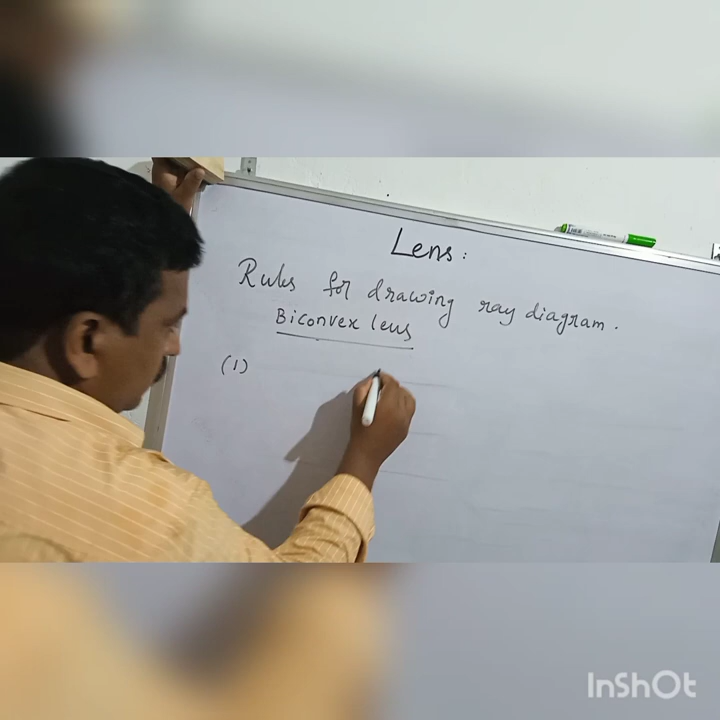 Lens:
Rules for drawing ray diagram.
Biconvex lens
(1)
InShOt